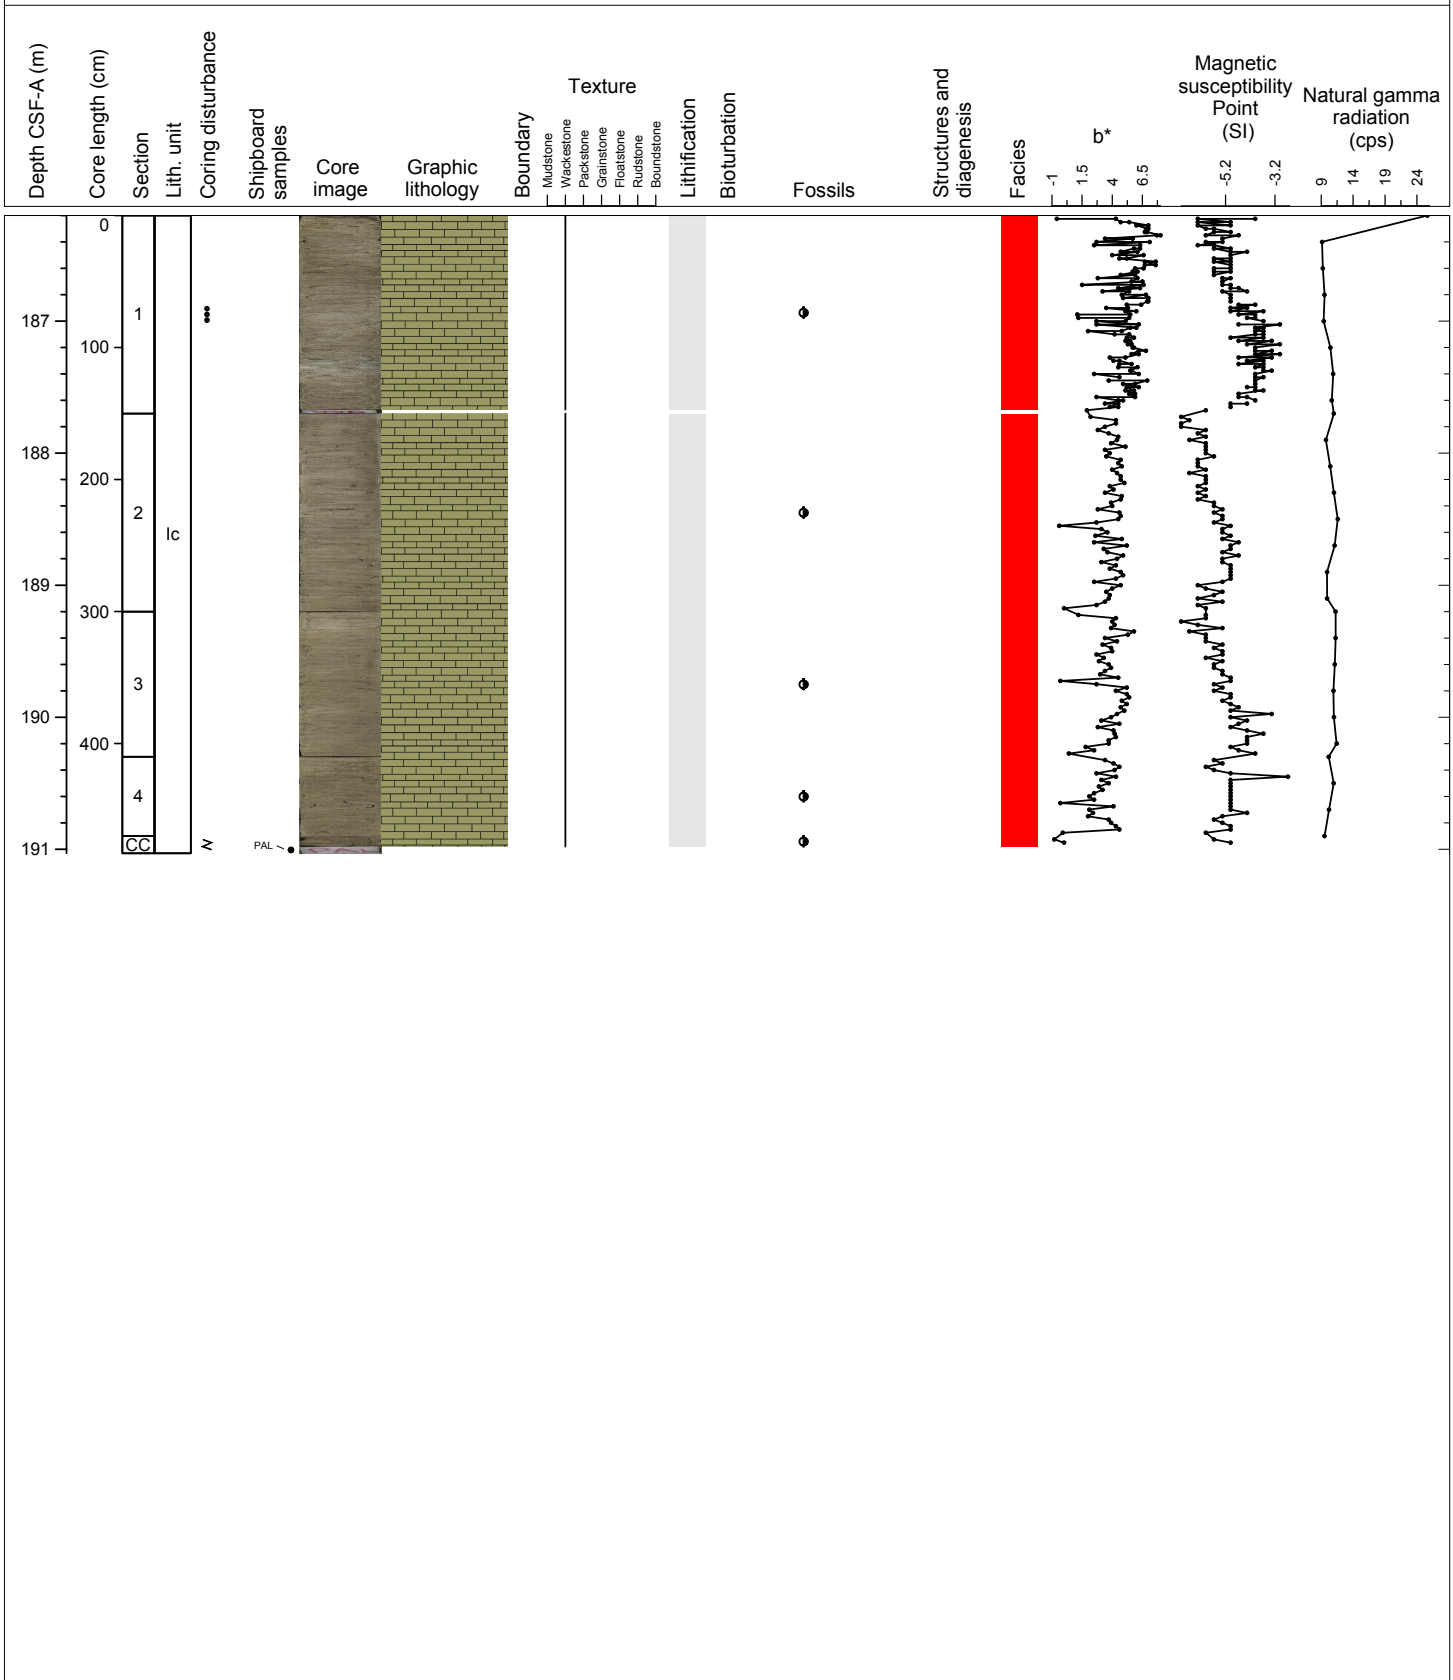 Depth CSF-A (m)
Core length (cm)
Section
Lith. unit
Coring disturbance
Shipboard
samples
Core
image
Graphic
lithology
Boundary
Texture
Mudstone
Wackestone
Packstone
Grainstone
Floatstone
Rudstone
Boundstone
Lithification
Bioturbation
Fossils
Structures and
diagenesis
Facies
b*
-1 1.5 4 6.5
Magnetic
susceptibility
Point
(SI)
-5.2 -3.2
Natural gamma
radiation
(cps)
9 14 19 24
0
1
187
100
188
200
2
Ic
189
300
3
190
400
4
CC
PAL
191